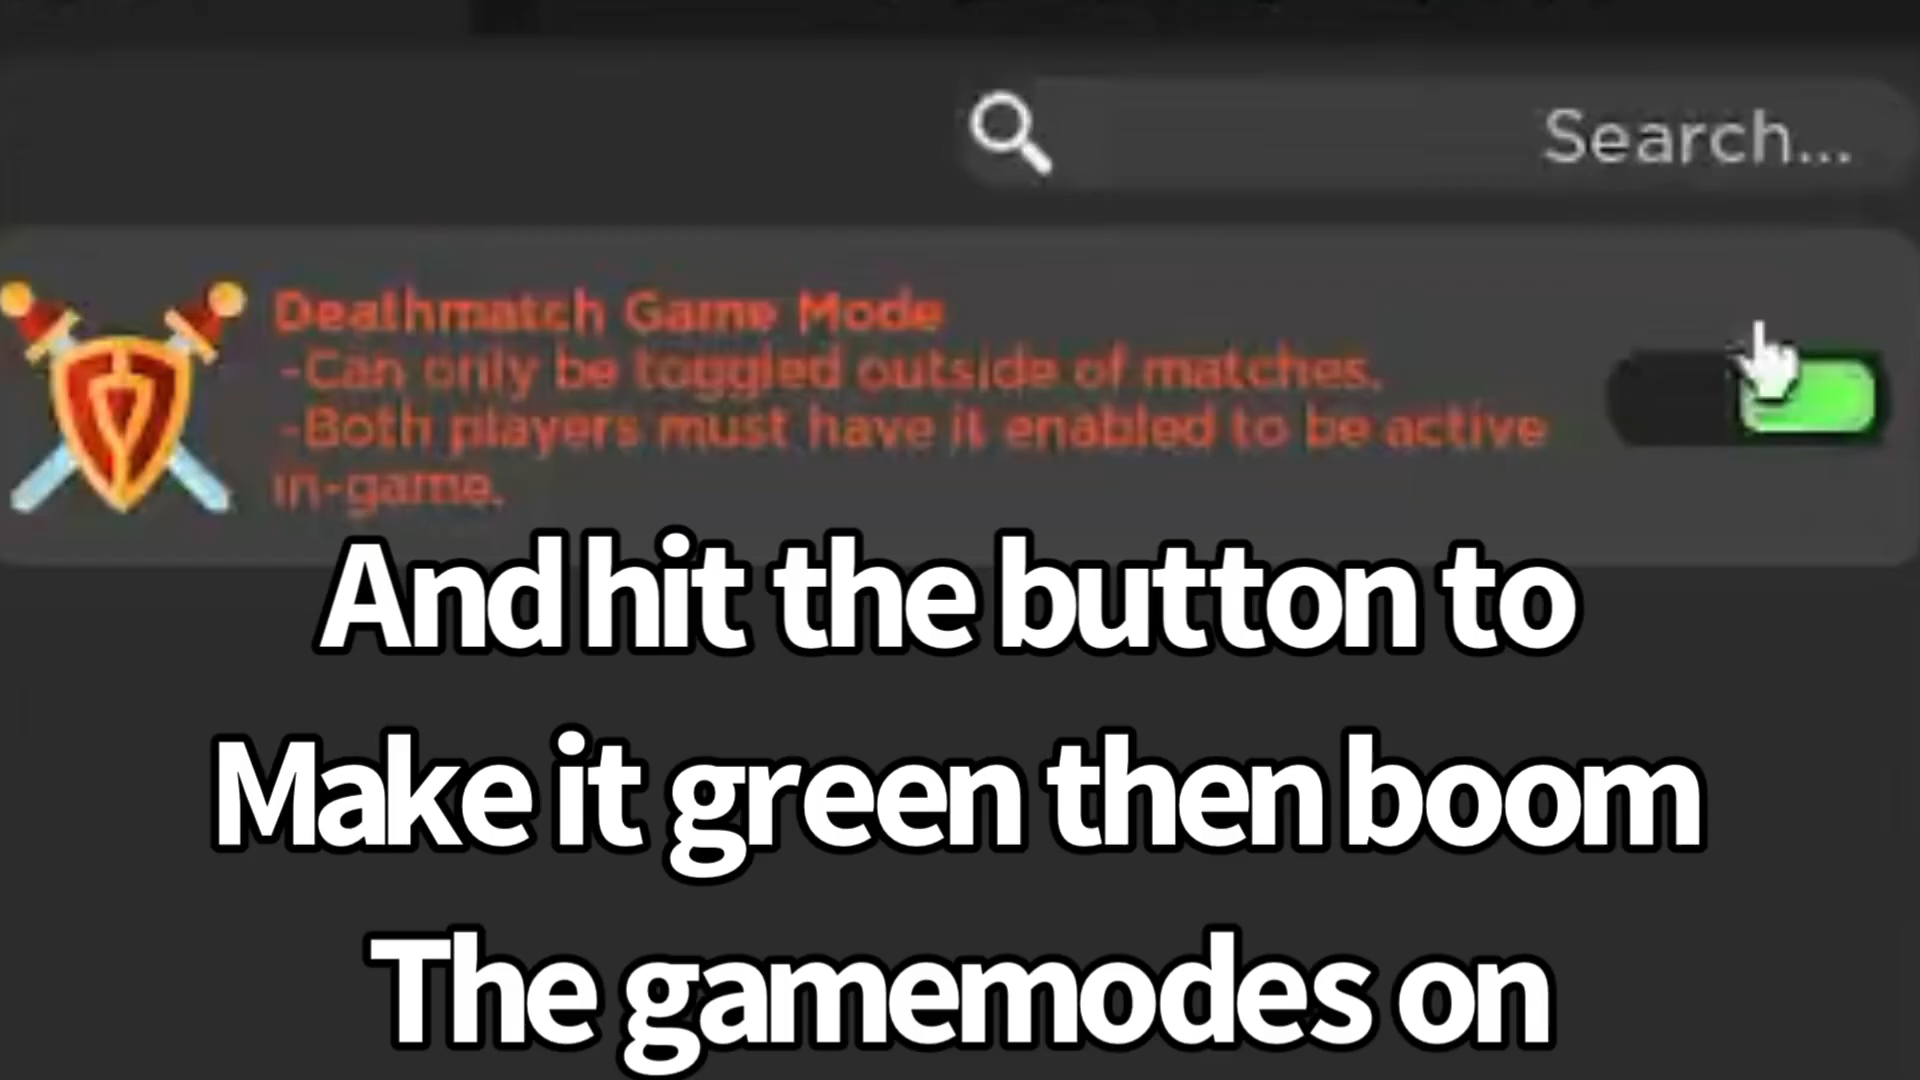 Search...
Deathmatch Game Mode
-Can only be toggled outside of matches.
-Both players must have it enabled to be active
in-game.
And hit the button to
Make it green then boom
The gamemodes on